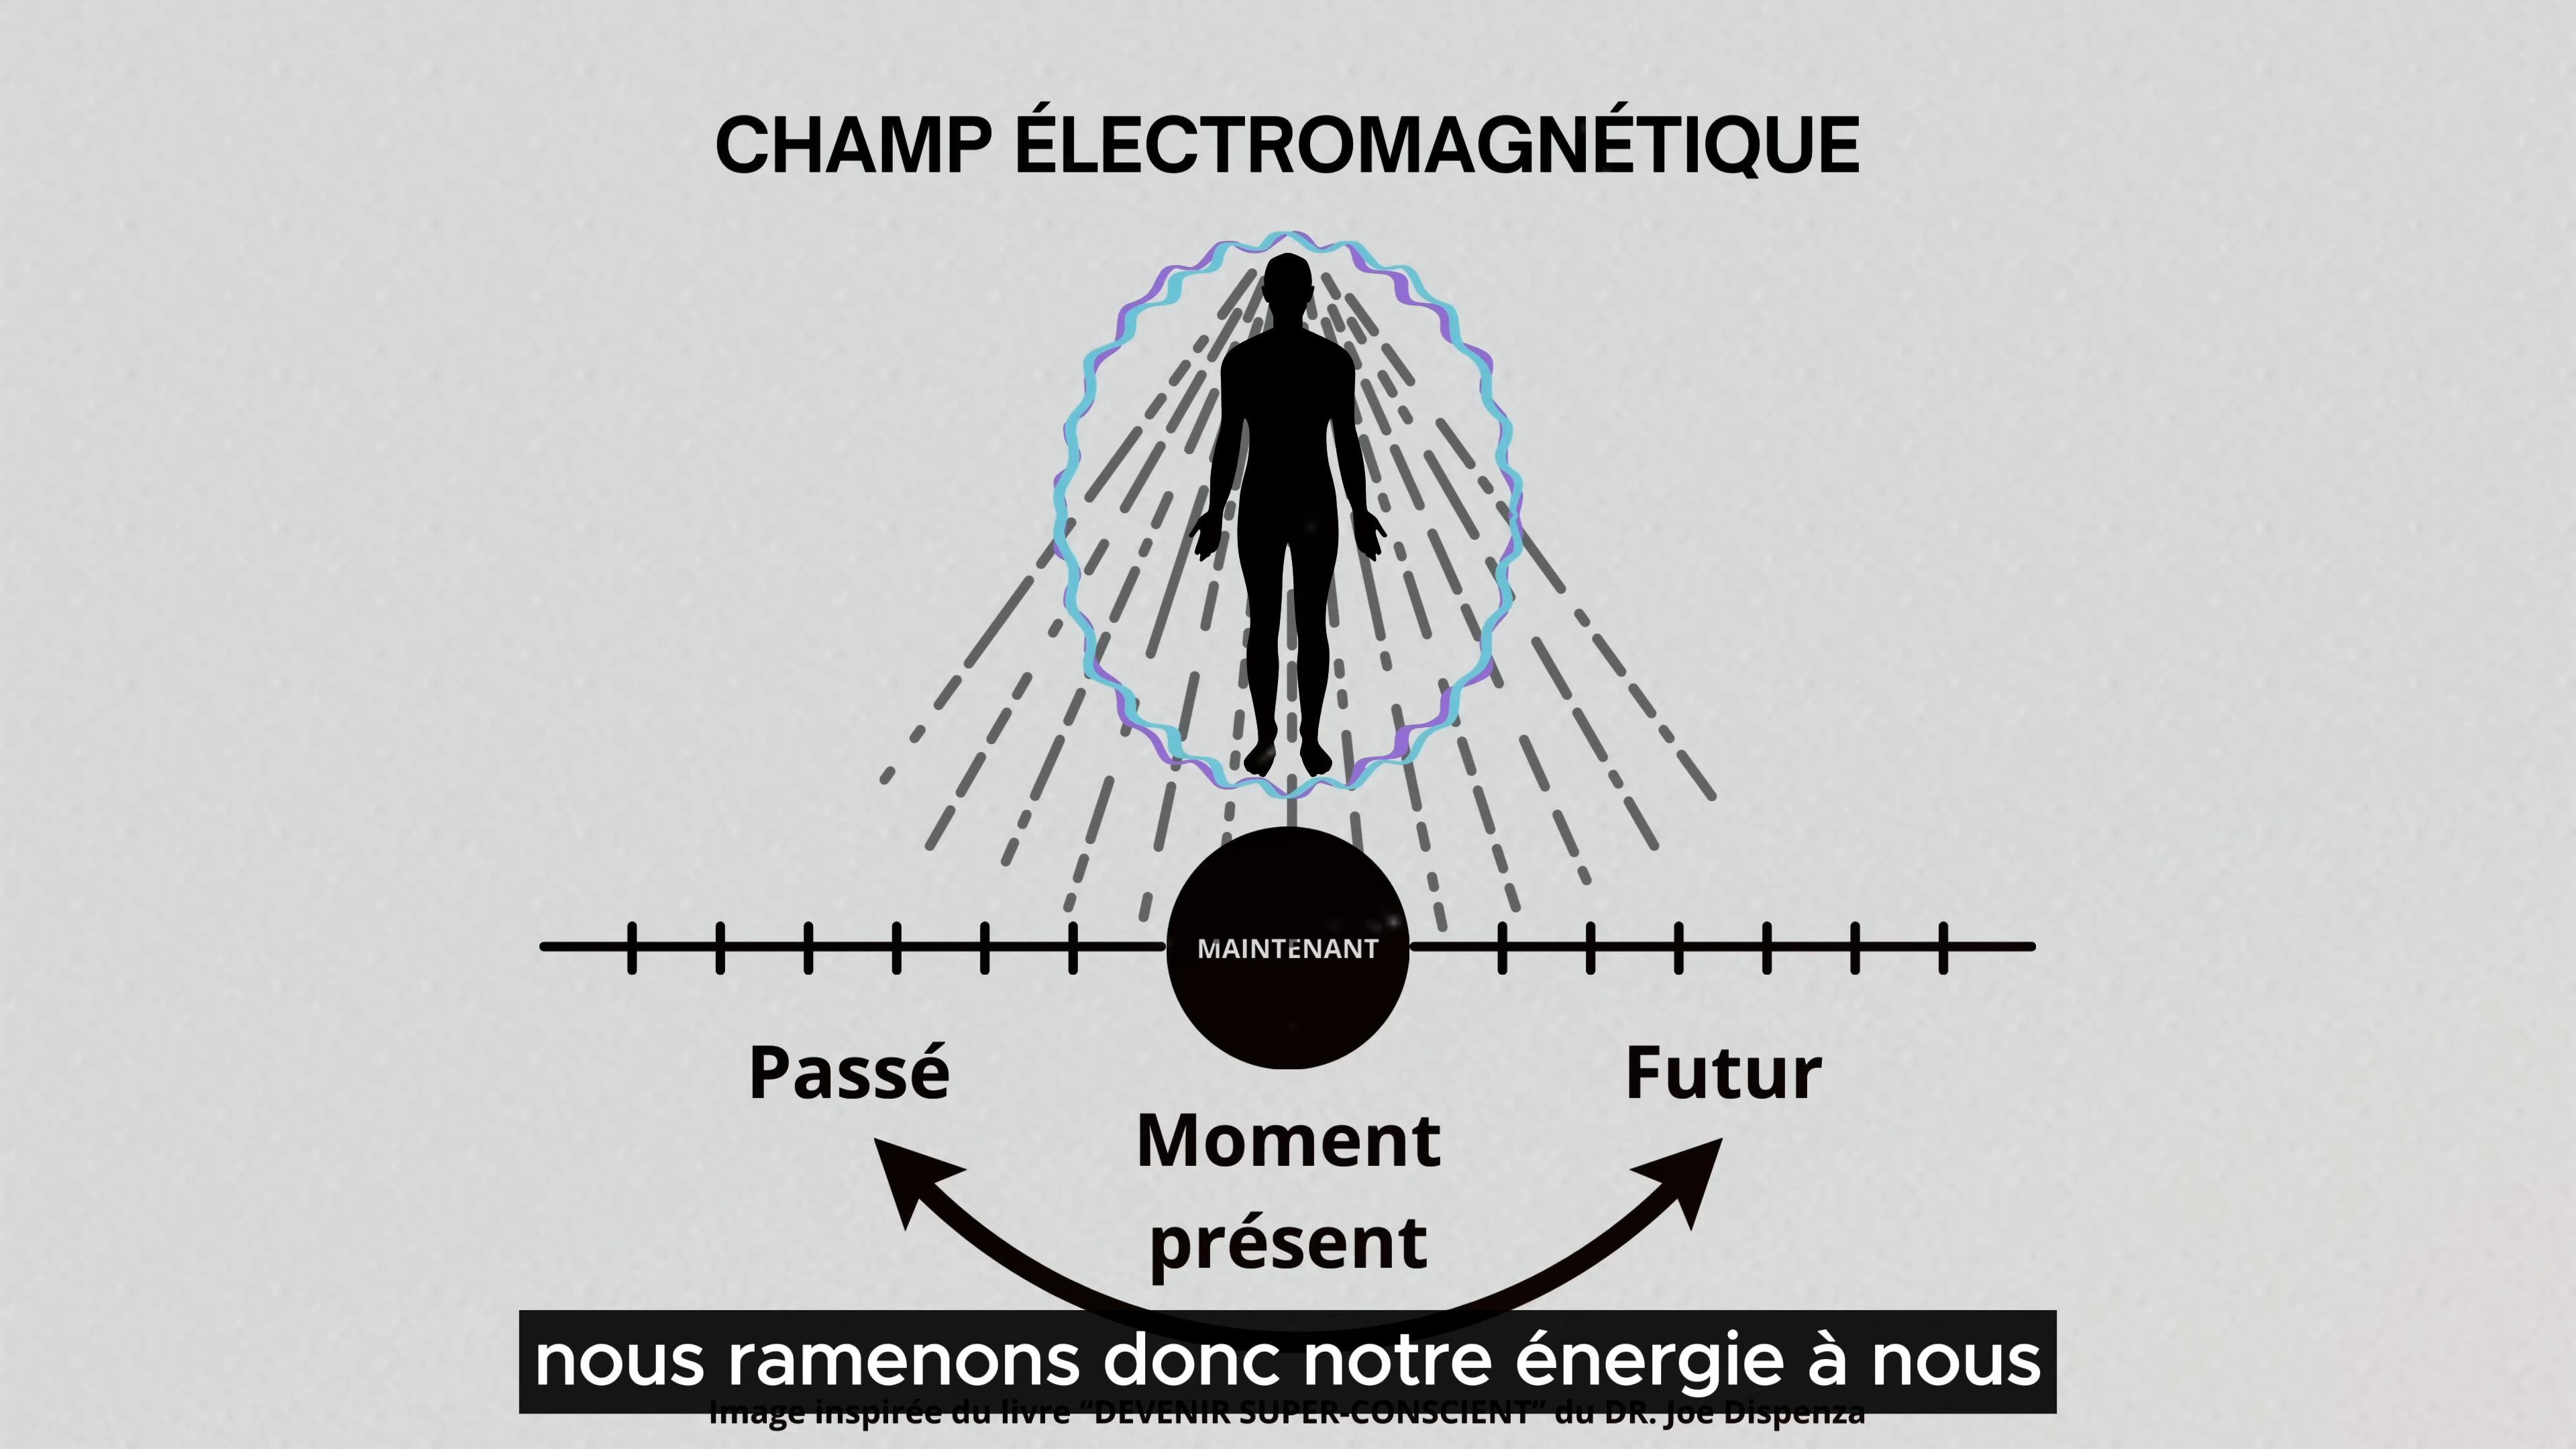 CHAMP ÉLECTROMAGNÉTIQUE
MAINTENANT
Passé
Futur
Moment
présent
nous ramenons donc notre énergie à nous
Image inspirée du livre “DEVENIR SUPER-CONSCIENT” du DR. Joe Dispenza